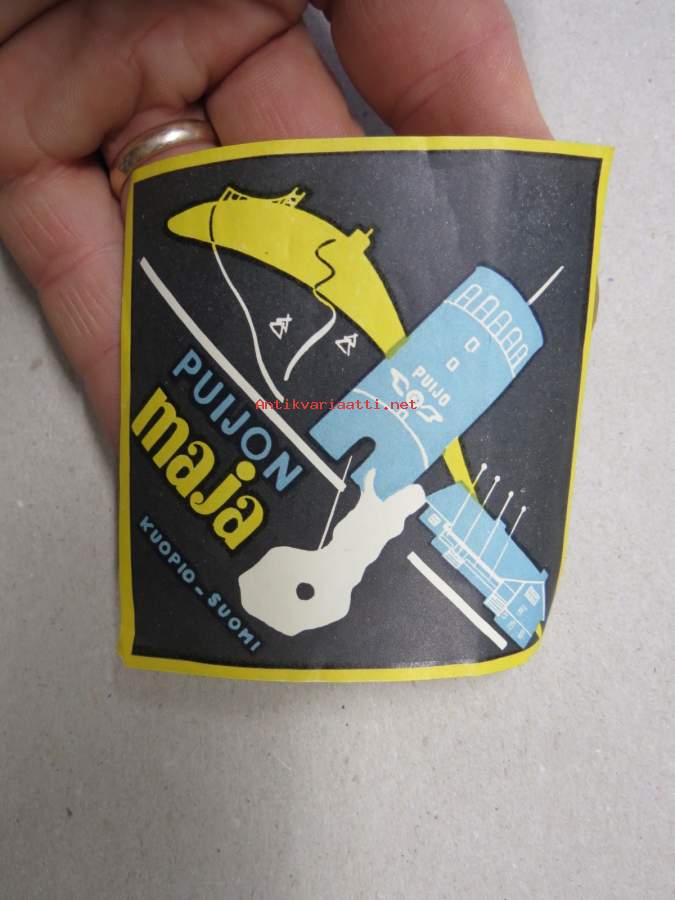 PUIJO
PUIJON
maja
KUOPIO - SUOMI
Antikvariaatti.net